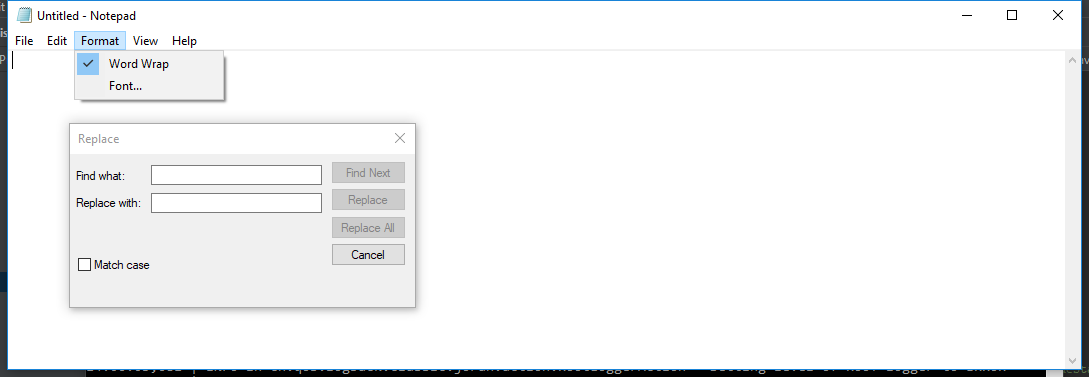 Untitled - Notepad
File Edit Format View Help
Word Wrap
Font...
Replace
Find what:
Find Next
Replace with:
Replace
Replace All
Cancel
Match case